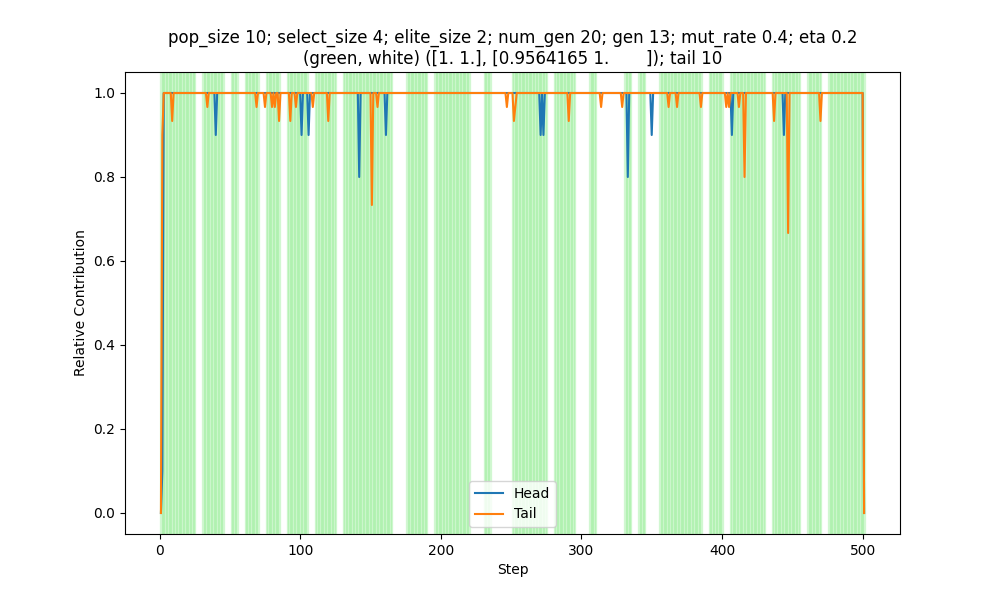 pop_size 10; select_size 4; elite_size 2; num_gen 20; gen 13; mut_rate 0.4; eta 0.2
(green, white) ([1. 1.], [0.9564165 1.        ]); tail 10
1.0
0.8
0.6
0.4
0.2
0.0
Relative Contribution
Head
Tail
0
100
200
300
400
500
Step